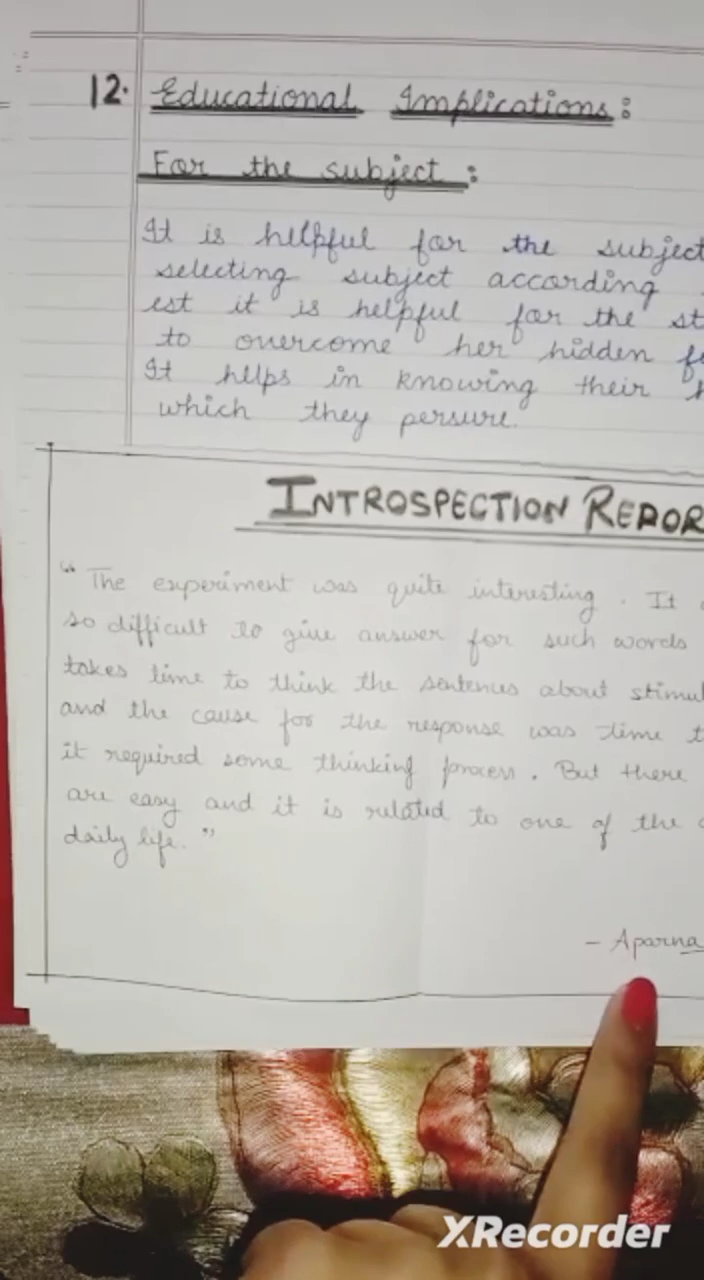 12. Educational Implications:
For the subject:
It is helpful for the subject
selecting subject according
est it is helpful for the st
to overcome her hidden
It helps in knowing their
which they persure.
INTROSPECTION REPOR
" The experiment was quite interesting. It
so difficult to give answer for such words
takes time to think the sentences about stimul
and the cause for the response was time t
it required some thinking process. But there
are easy and it is related to one of the
daily life. "
- Aparna
XRecorder